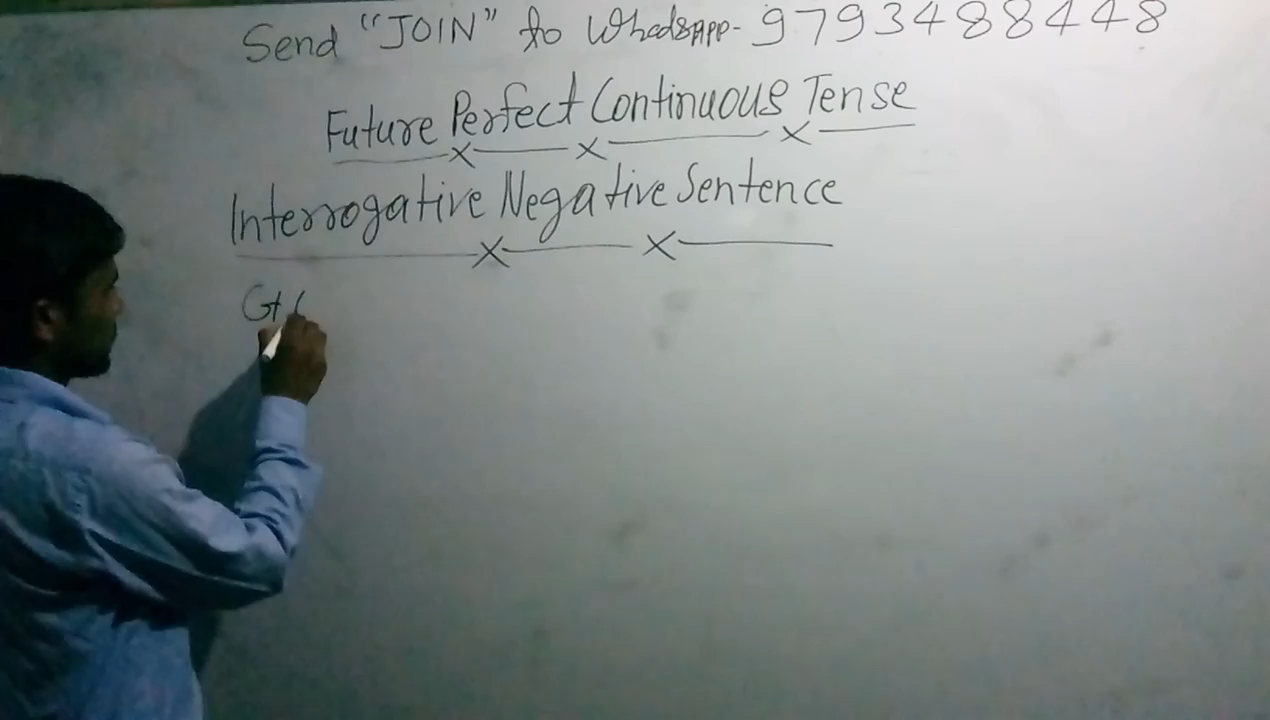 Send “JOIN” to Whatsapp- 9793488448
Future Perfect Continuous Tense
Interrogative Negative Sentence